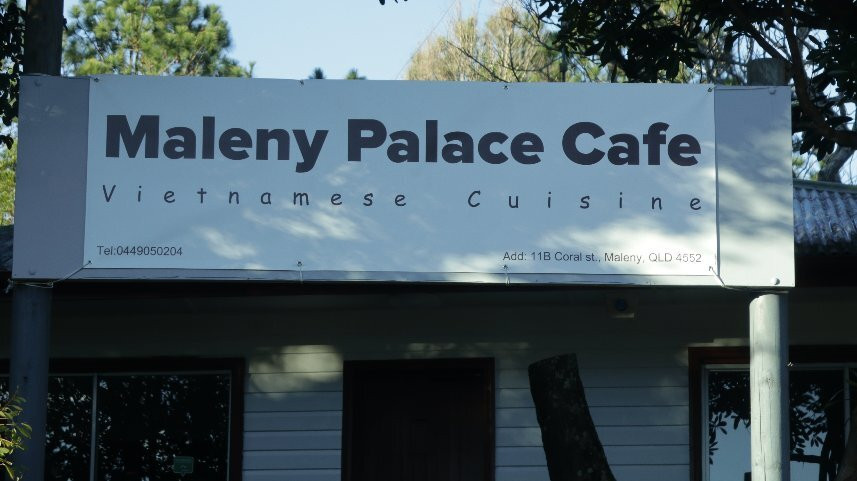 Maleny Palace Cafe
Vietnamese Cuisine
Tel:0449050204
Add: 11B Coral st., Maleny, QLD 4552